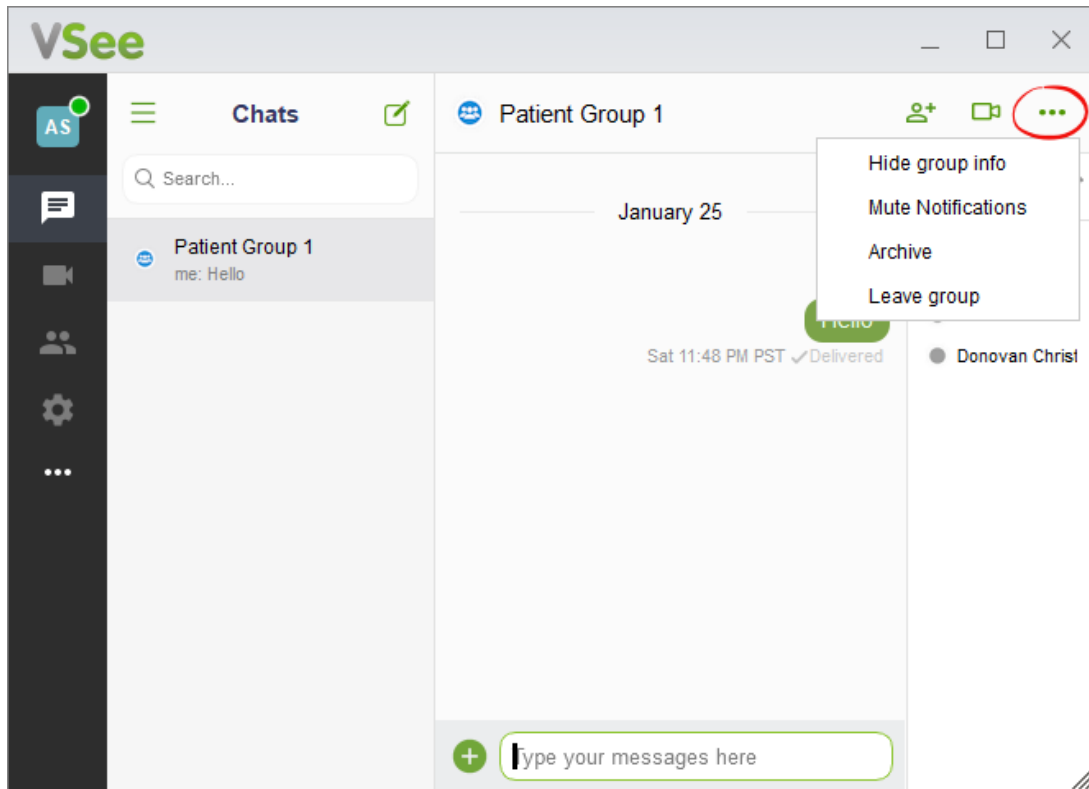 VSee
AS
Chats
Patient Group 1
Search...
Patient Group 1
me: Hello
January 25
Hide group info
Mute Notifications
Archive
Leave group
Hello
Sat 11:48 PM PST ✓Delivered
Donovan Christ
Type your messages here